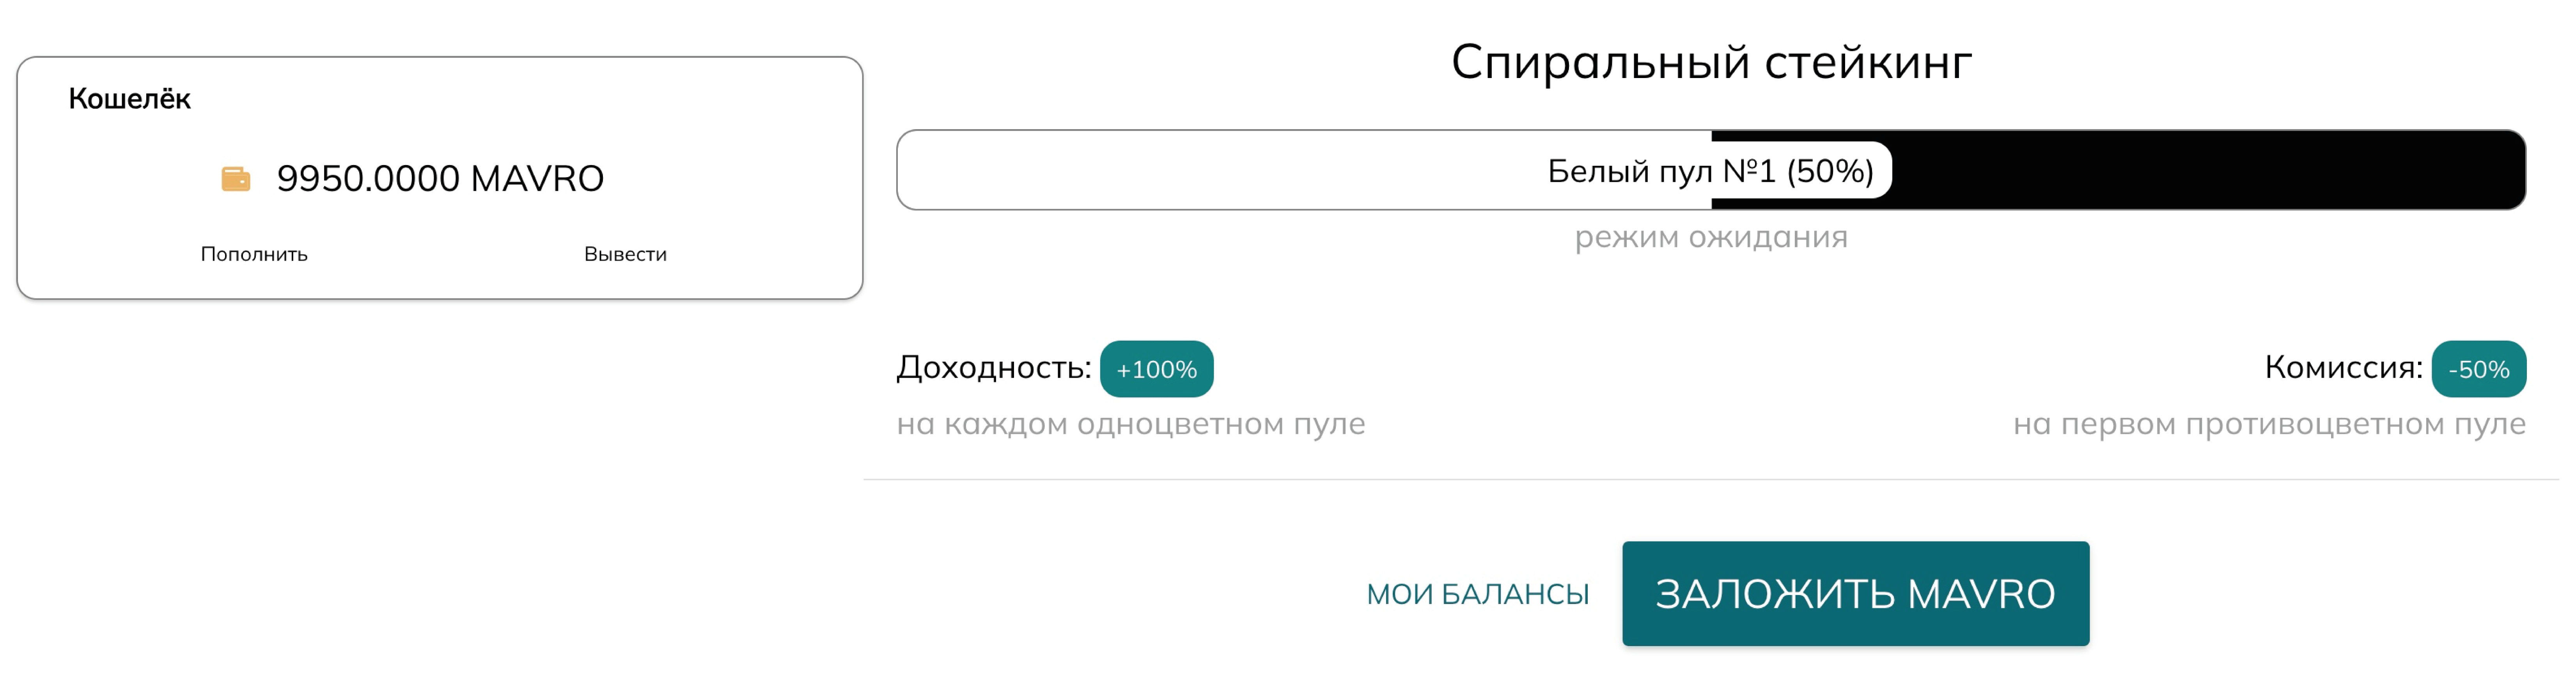 Кошелёк
9950.0000 MAVRO
Пополнить
Вывести
Спиральный стейкинг
Белый пул №1 (50%)
режим ожидания
Доходность: +100%
на каждом одноцветном пуле
Комиссия: -50%
на первом противоцветном пуле
МОИ БАЛАНСЫ
ЗАЛОЖИТЬ MAVRO